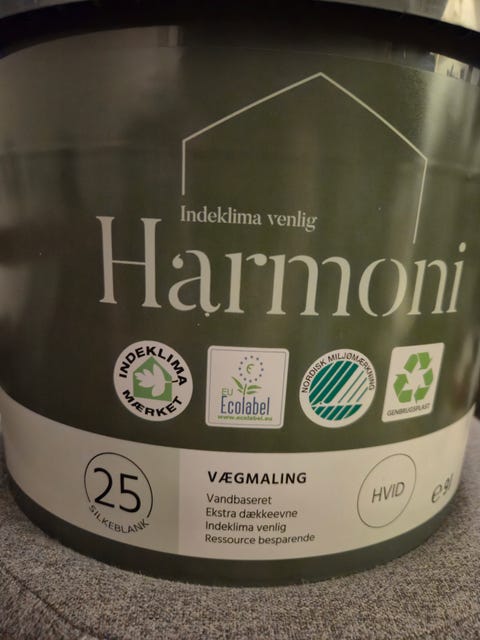 Indeklima venlig
Harmoni
INDEKLIMA
MÆRKET
EU
Ecolabel
www.ecolabel.eu
NORDISK MILJØMÆRKNING
GENBRUGSPLAST
25
SILKEBLANK
VÆGMALING
Vandbaseret
Ekstra dækkeevne
Indeklima venlig
Ressource besparende
HVID
e 9l